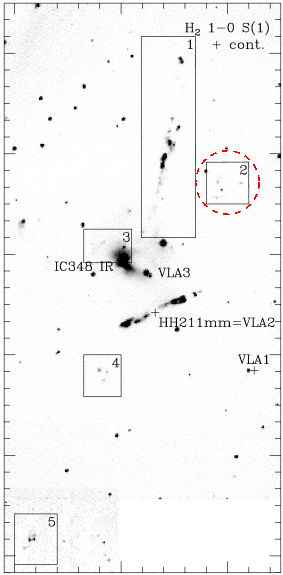 H₂ 1-0 S(1)
+ cont.
1
2
3
IC348 IR
VLA3
HH211mm=VLA2
VLA1
4
5